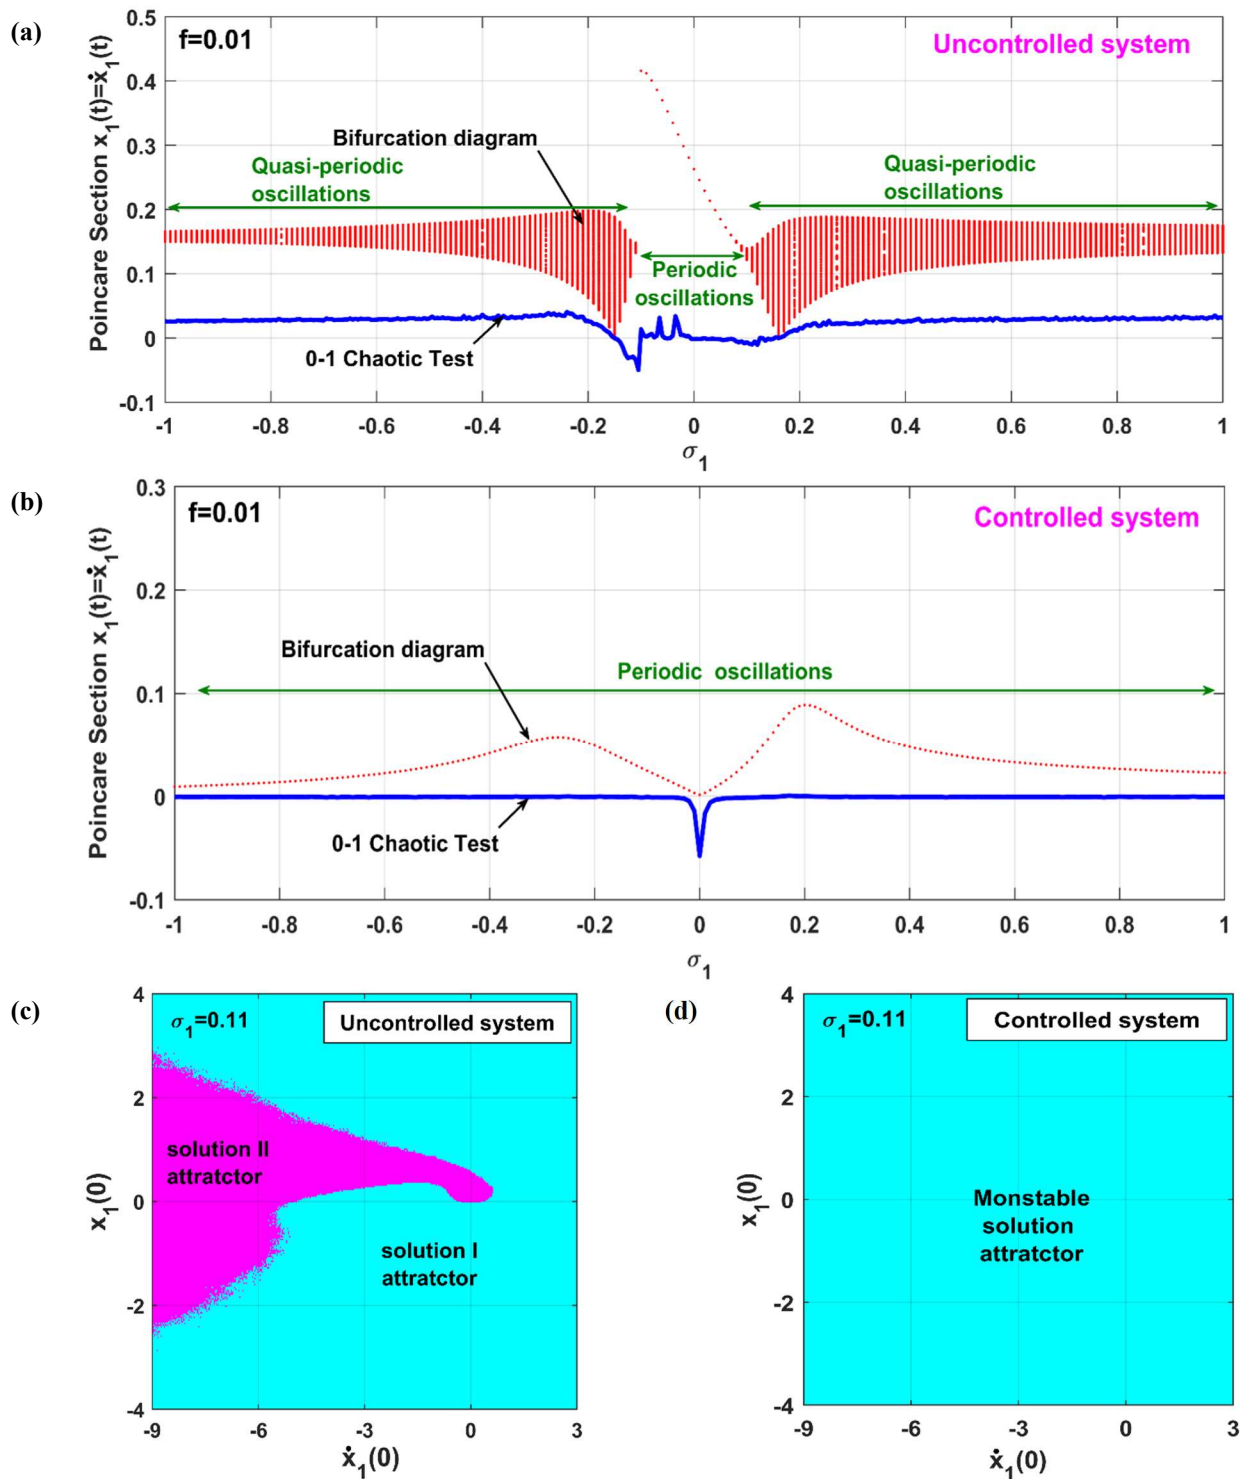 (a)
f=0.01
Uncontrolled system
Bifurcation diagram
Quasi-periodic
oscillations
Quasi-periodic
oscillations
Periodic
oscillations
0-1 Chaotic Test
Poincare Section x₁(t)=ẋ₁(t)
0.5
0.4
0.3
0.2
0.1
0
-0.1
-1 -0.8 -0.6 -0.4 -0.2 0 0.2 0.4 0.6 0.8 1
σ₁
(b)
f=0.01
Controlled system
Bifurcation diagram
Periodic oscillations
0-1 Chaotic Test
Poincare Section x₁(t)=ẋ₁(t)
0.3
0.2
0.1
0
-0.1
-1 -0.8 -0.6 -0.4 -0.2 0 0.2 0.4 0.6 0.8 1
σ₁
(c)
σ₁=0.11
Uncontrolled system
solution II
attratctor
solution I
attratctor
x₁(0)
4
2
0
-2
-4
-9 -6 -3 0 3
ẋ₁(0)
(d)
σ₁=0.11
Controlled system
Monstable
solution
attratctor
x₁(0)
4
2
0
-2
-4
-9 -6 -3 0 3
ẋ₁(0)